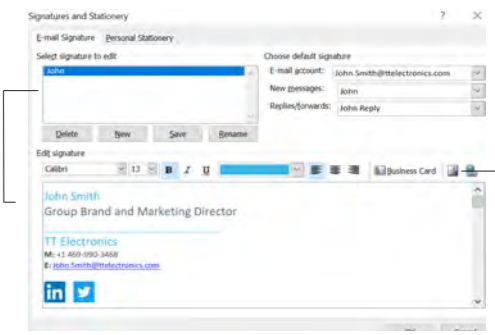 Signatures and Stationery ? ×
E-mail Signature Personal Stationery
Select signature to edit
John
Delete New Save Rename
Choose default signature
E-mail account: John.Smith@ttelectronics.com
New messages: John
Replies/forwards: John Reply
Edit signature
Calibri 12 B I U Business Card
John Smith
Group Brand and Marketing Director
TT Electronics
M: +1-469-090-3468
E: John.Smith@ttelectronics.com
in